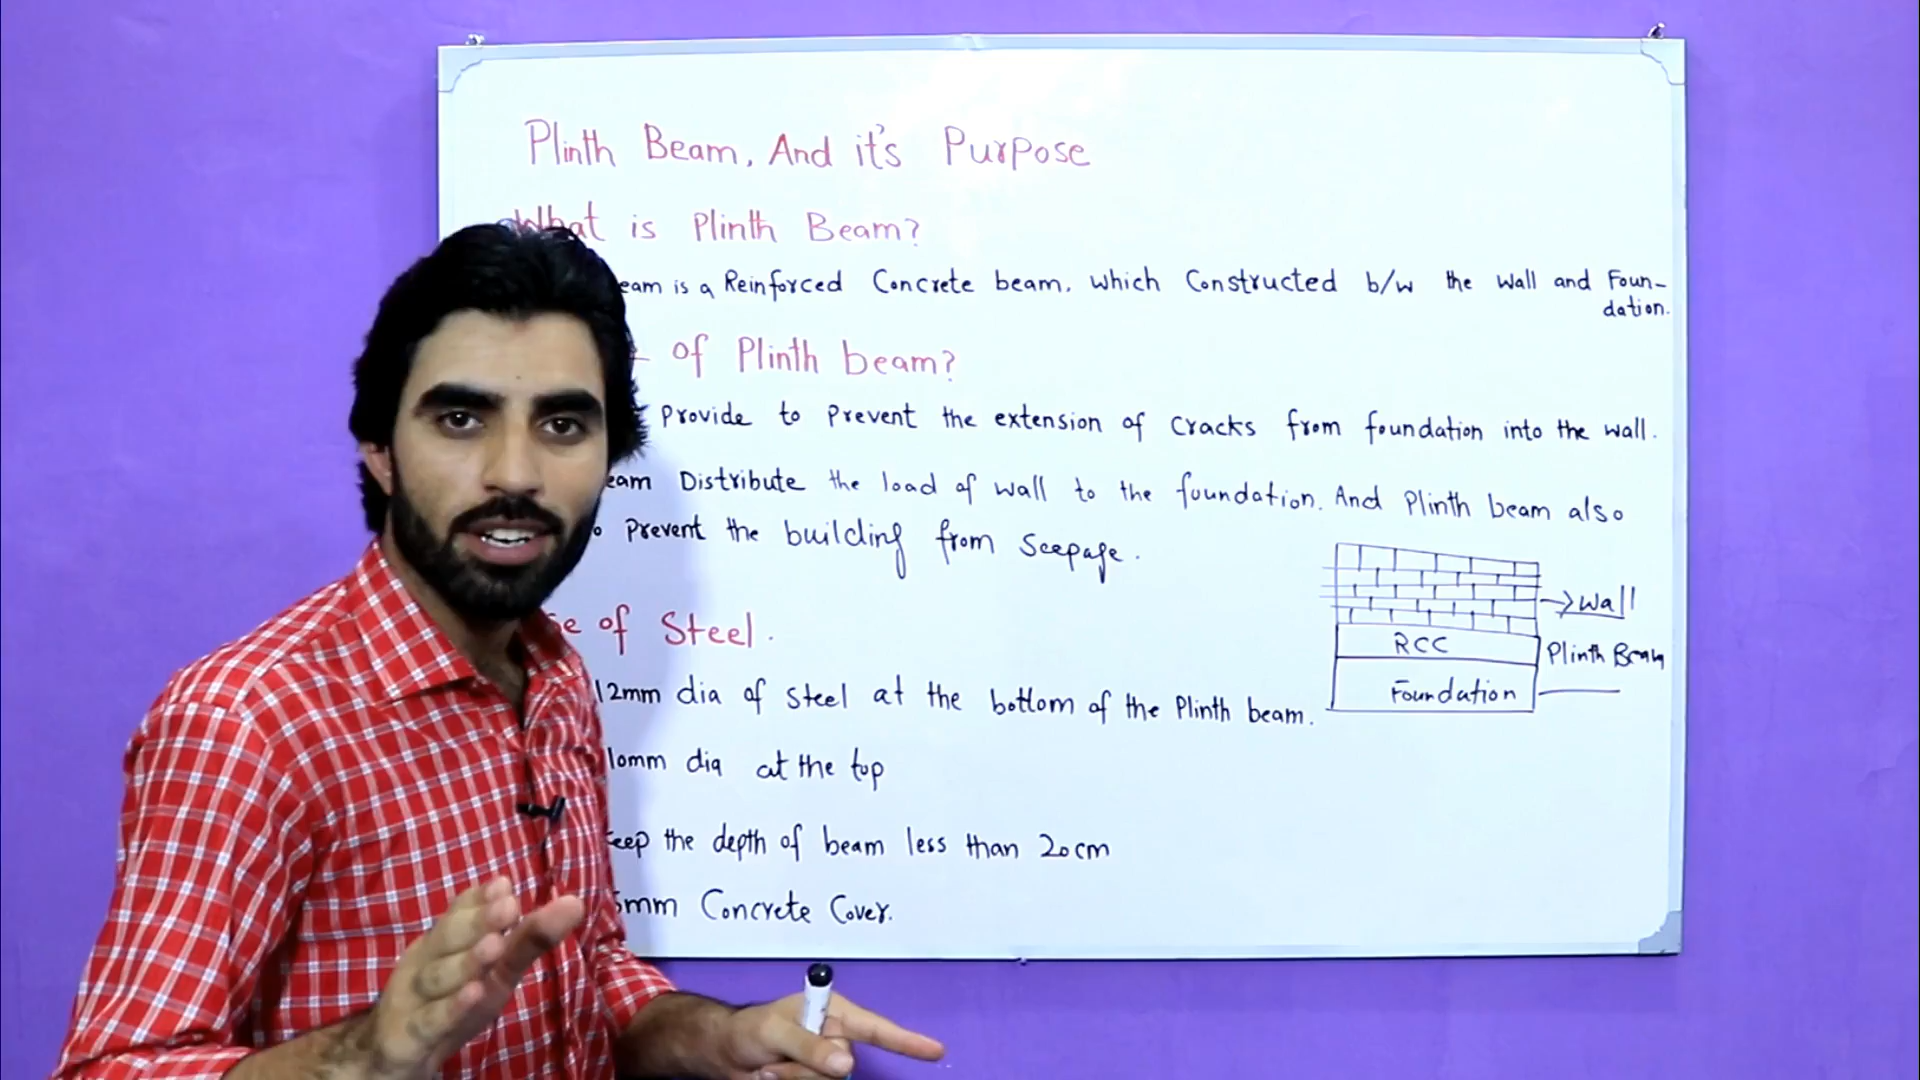 Plinth Beam, And it's Purpose
What is Plinth Beam?
eam is a Reinforced Concrete beam. which Constructed b/w the wall and Foun-
dation.
of Plinth beam?
Provide to Prevent the extension of Cracks from foundation into the wall.
eam Distribute the load of wall to the foundation. And Plinth beam also
Prevent the building from Seepage.
se of Steel.
12mm dia of Steel at the bottom of the Plinth beam.
10mm dia at the top
eep the depth of beam less than 20cm
5mm Concrete Cover.
→ wall
RCC
Plinth Beam
Foundation